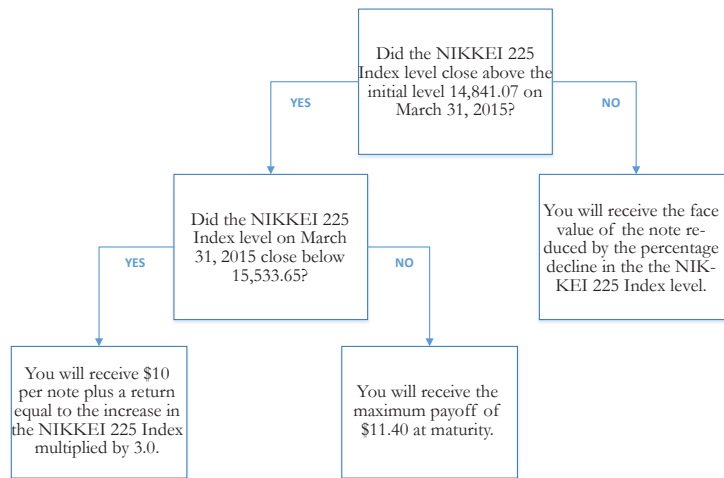 Did the NIKKEI 225
Index level close above the
initial level 14,841.07 on
March 31, 2015?
YES
NO
Did the NIKKEI 225
Index level on March
31, 2015 close below
15,533.65?
You will receive the face
value of the note re-
duced by the percentage
decline in the the NIK-
KEI 225 Index level.
YES
NO
You will receive $10
per note plus a return
equal to the increase in
the NIKKEI 225 Index
multiplied by 3.0.
You will receive the
maximum payoff of
$11.40 at maturity.